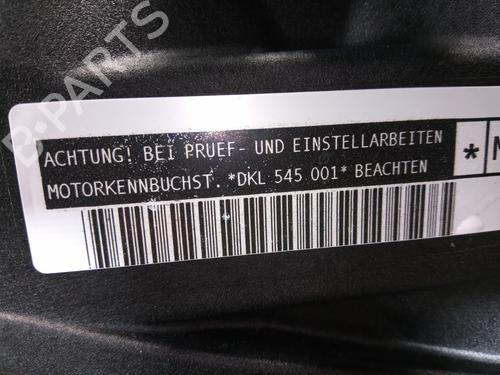 B-PARTS
ACHTUNG! BEI PRUEF- UND EINSTELLARBEITEN
MOTORKENNBUCHST. *DKL 545 001* BEACHTEN
*